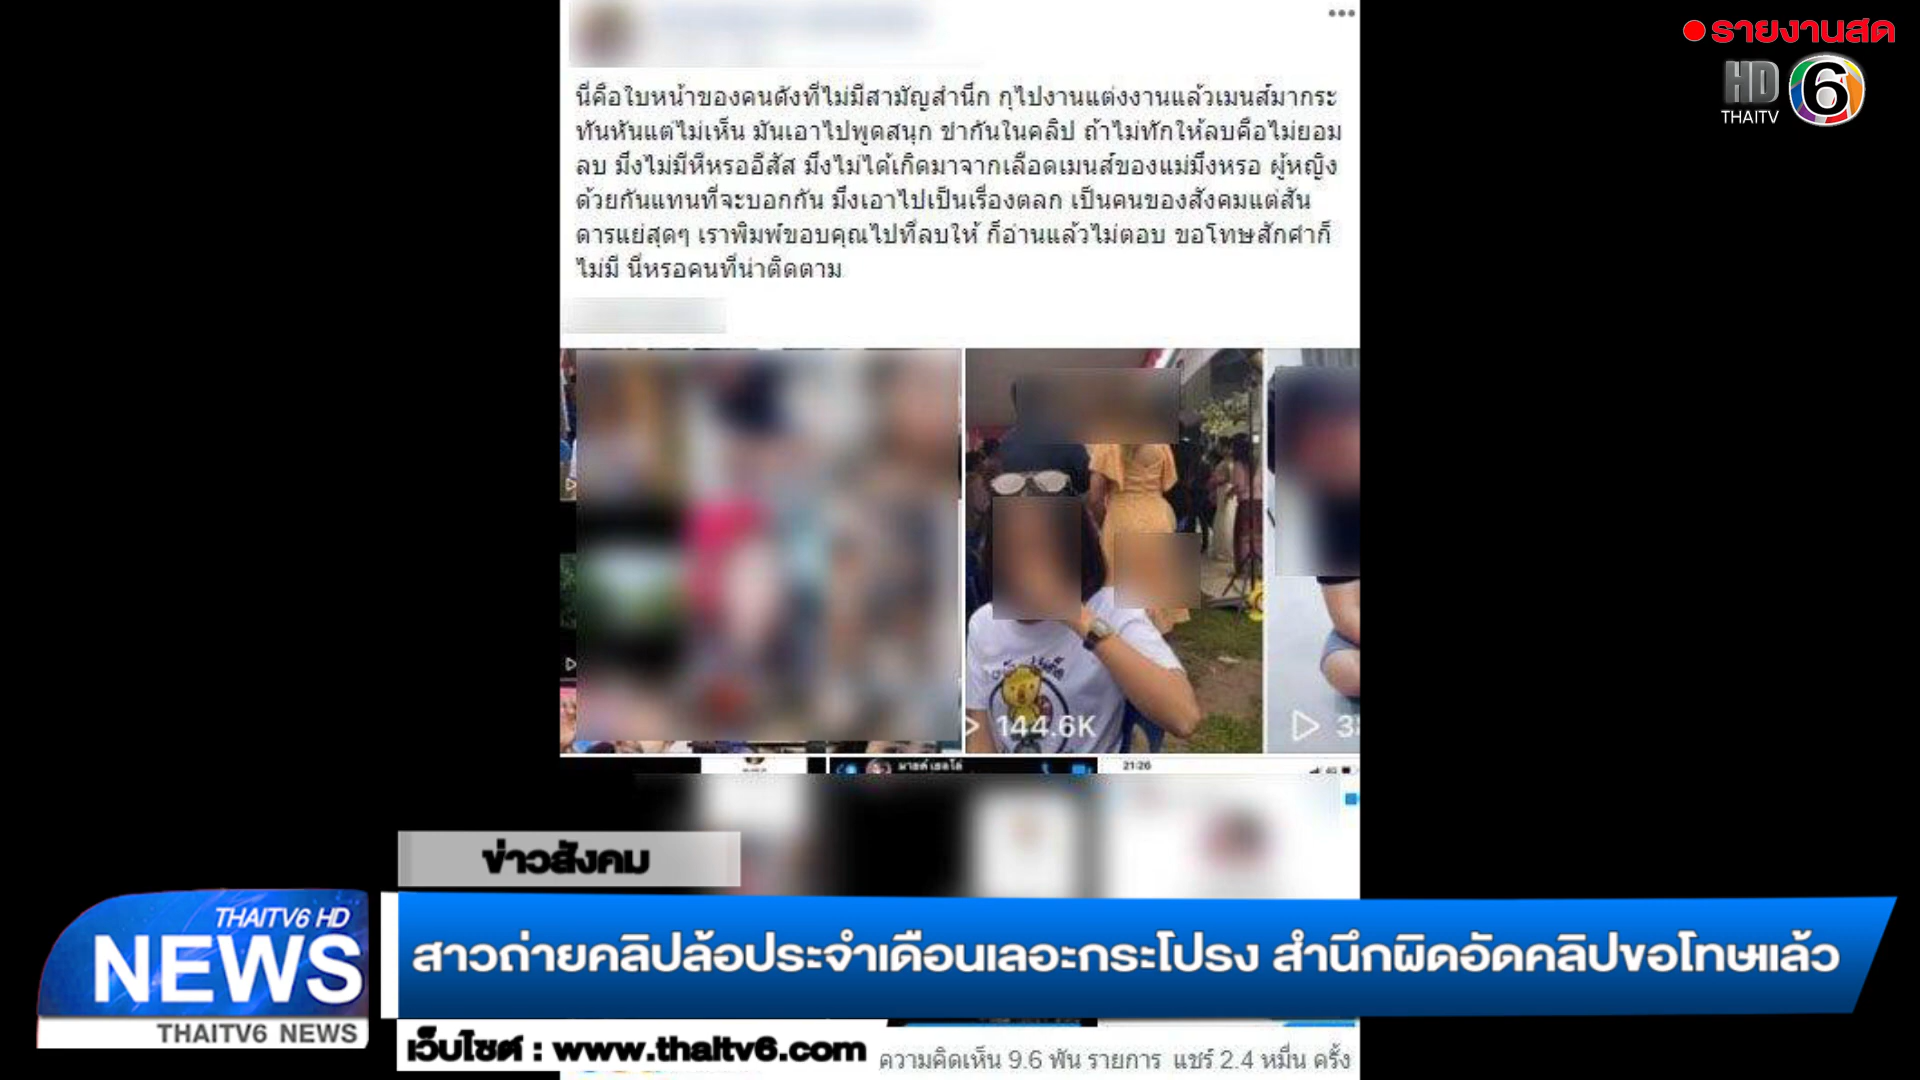 รายงานสด
HD
THAITV
6
นี่คือใบหน้าของคนดังที่ไม่มีสามัญสำนึก กุไปงานแต่งงานแล้วเมนส์มากระ
ทันหันแต่ไม่เห็น มันเอาไปพูดสนุก ขำกันในคลิป ถ้าไม่ทักให้ลบคือไม่ยอม
ลบ มึงไม่มีหีหรออีสัส มึงไม่ได้เกิดมาจากเลือดเมนส์ของแม่มึงหรอ ผู้หญิง
ด้วยกันแทนที่จะบอกกัน มึงเอาไปเป็นเรื่องตลก เป็นคนของสังคมแต่สัน
ดารแย่สุดๆ เราพิมพ์ขอบคุณไปที่ลบให้ ก็อ่านแล้วไม่ตอบ ขอโทษสักคำก็
ไม่มี นี่หรอคนที่น่าติดตาม
144.6K
21:26
ข่าวสังคม
THAITV6 HD
NEWS
THAITV6 NEWS
สาวถ่ายคลิปล้อประจำเดือนเลอะกระโปรง สำนึกผิดอัดคลิปขอโทษแล้ว
เว็บไซต์ : www.thaitv6.com
ความคิดเห็น 9.6 พัน รายการ แชร์ 2.4 หมื่น ครั้ง